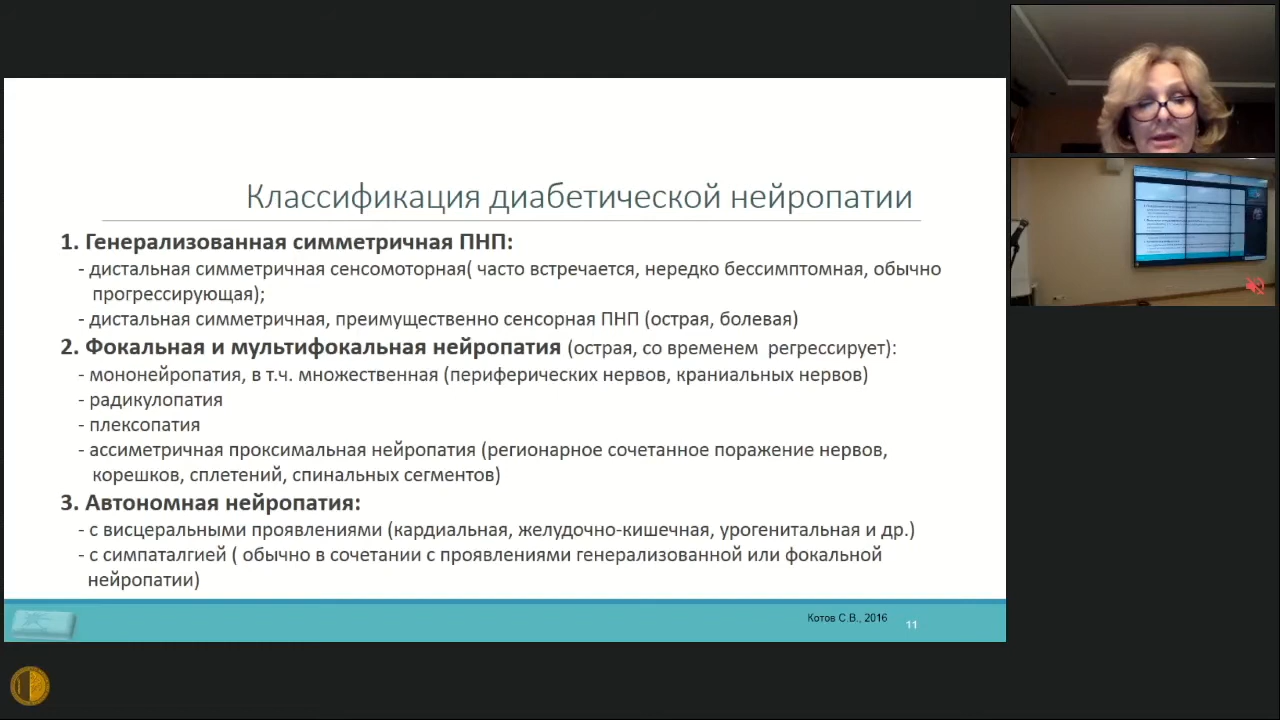 Классификация диабетической нейропатии
1. Генерализованная симметричная ПНП:
- дистальная симметричная сенсомоторная( часто встречается, нередко бессимптомная, обычно
прогрессирующая);
- дистальная симметричная, преимущественно сенсорная ПНП (острая, болевая)
2. Фокальная и мультифокальная нейропатия (острая, со временем  регрессирует):
- мононейропатия, в т.ч. множественная (периферических нервов, краниальных нервов)
- радикулопатия
- плексопатия
- ассиметричная проксимальная нейропатия (регионарное сочетанное поражение нервов,
корешков, сплетений, спинальных сегментов)
3. Автономная нейропатия:
- с висцеральными проявлениями (кардиальная, желудочно-кишечная, урогенитальная и др.)
- с симпаталгией ( обычно в сочетании с проявлениями генерализованной или фокальной
нейропатии)
Котов С.В., 2016
11